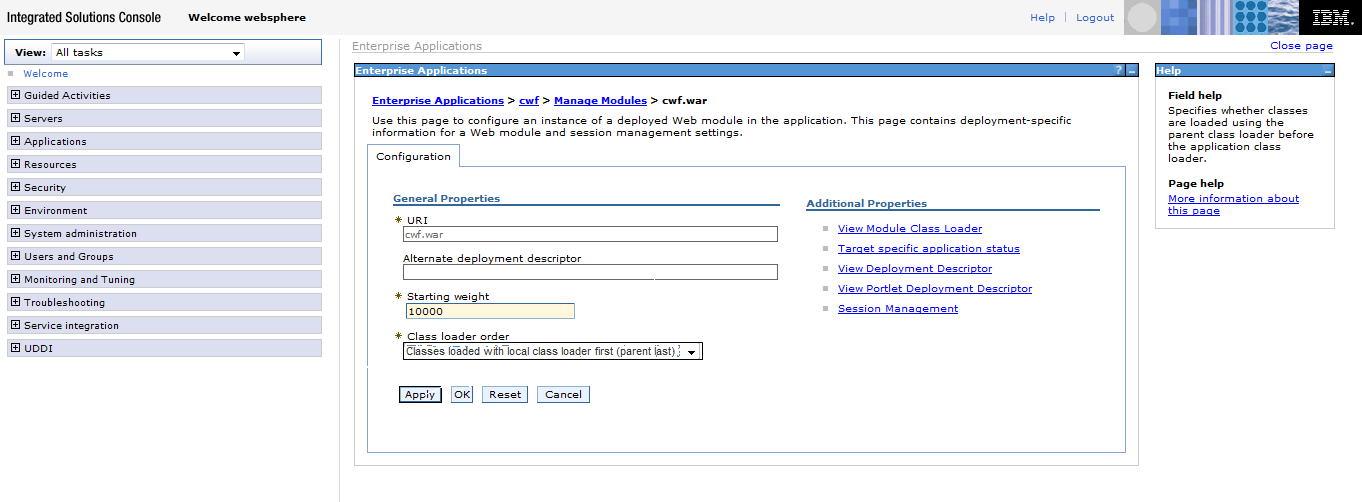 Integrated Solutions Console
Welcome websphere
Help | Logout
IBM.
View: All tasks
Welcome
Guided Activities
Servers
Applications
Resources
Security
Environment
System administration
Users and Groups
Monitoring and Tuning
Troubleshooting
Service integration
UDDI
Enterprise Applications
Close page
Enterprise Applications
? _
Enterprise Applications > cwf > Manage Modules > cwf.war
Use this page to configure an instance of a deployed Web module in the application. This page contains deployment-specific
information for a Web module and session management settings.
Configuration
General Properties
* URI
cwf.war
Alternate deployment descriptor
* Starting weight
10000
* Class loader order
Classes loaded with local class loader first (parent last)
Apply
OK
Reset
Cancel
Additional Properties
View Module Class Loader
Target specific application status
View Deployment Descriptor
View Portlet Deployment Descriptor
Session Management
Help
Field help
Specifies whether classes
are loaded using the
parent class loader before
the application class
loader.
Page help
More information about
this page